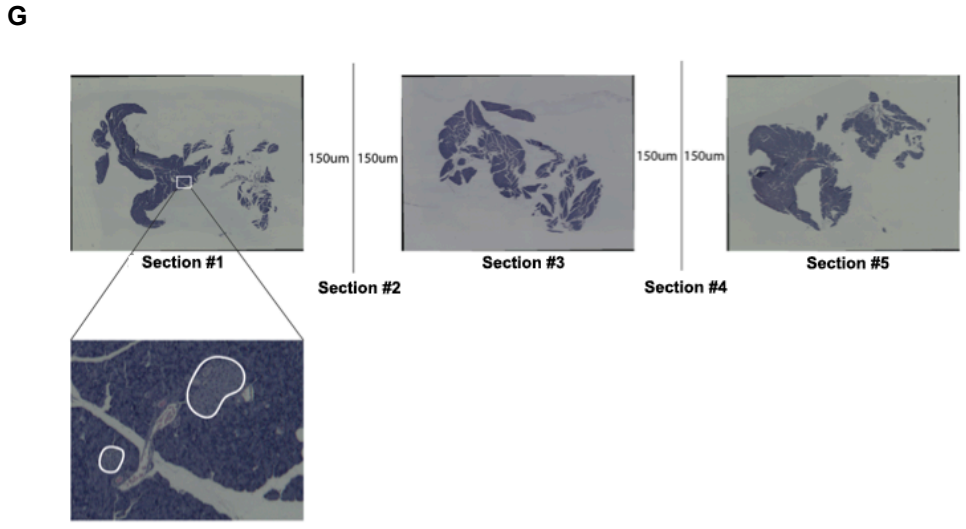 G
150um 150um
150um 150um
Section #1
Section #3
Section #5
Section #2
Section #4